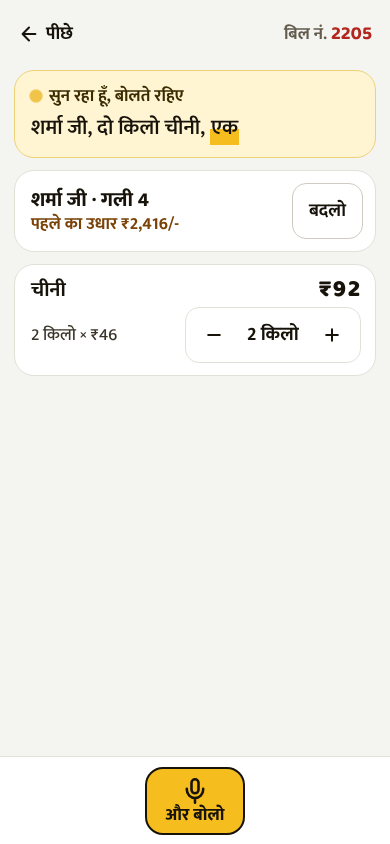 पीछे
बिल नं. 2205
सुन रहा हूँ, बोलते रहिए
शर्मा जी, दो किलो चीनी, एक
शर्मा जी · गली 4
पहले का उधार ₹2,416/-
बदलो
चीनी
₹92
2 किलो × ₹46
− 2 किलो +
और बोलो